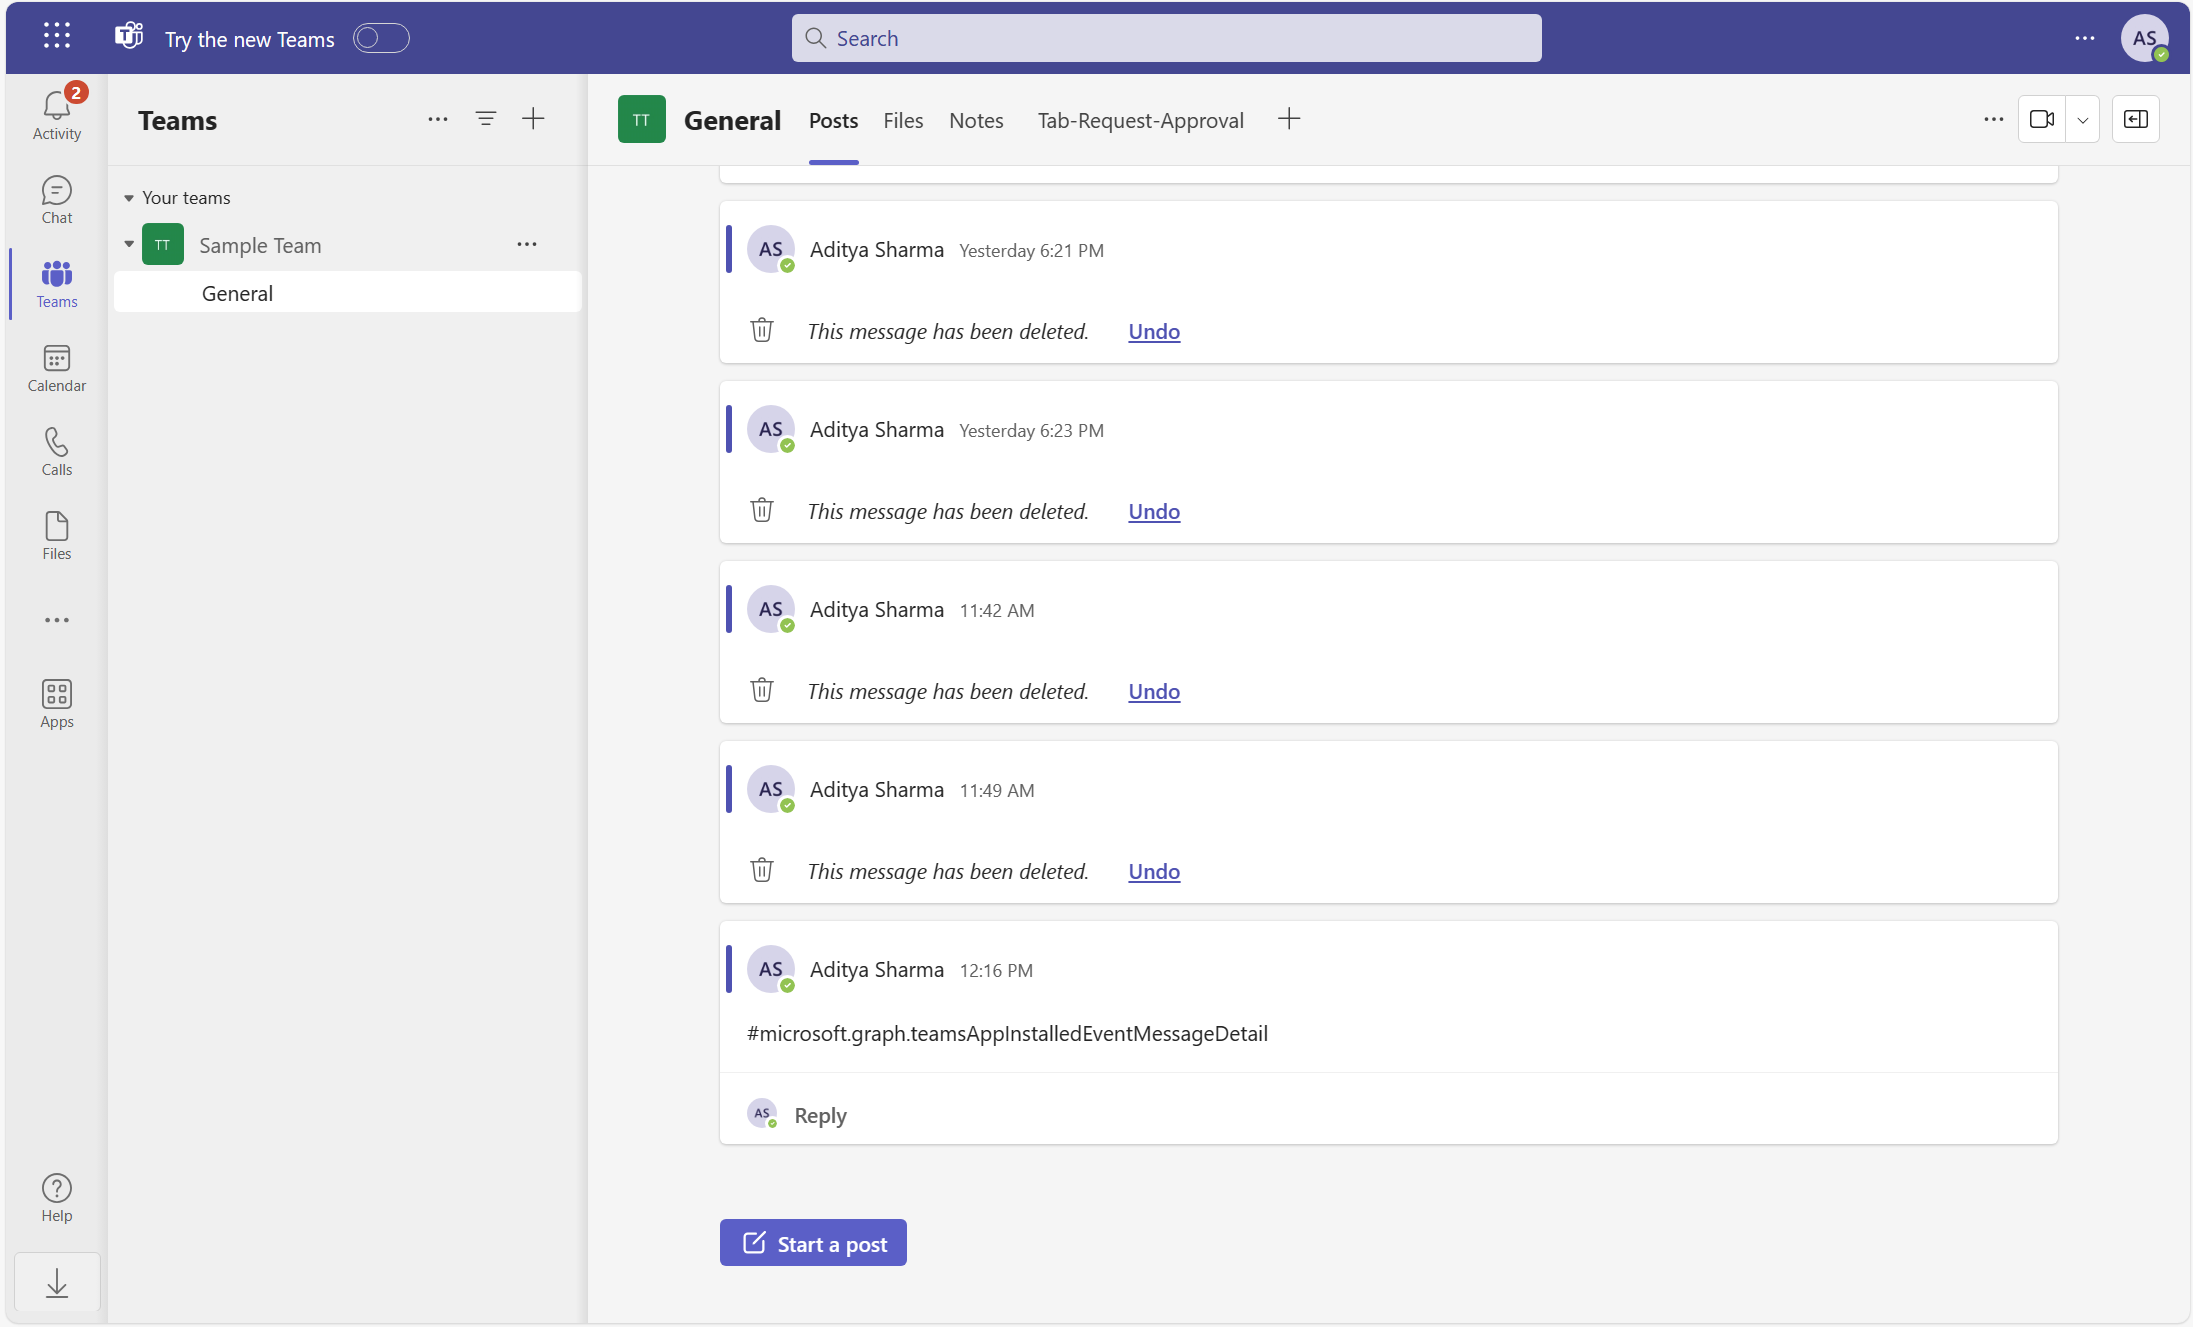 Try the new Teams
Search
AS
2
Activity
Chat
Teams
Calendar
Calls
Files
Apps
Help
Teams
Your teams
TT Sample Team
General
TT General Posts Files Notes Tab-Request-Approval
AS Aditya Sharma Yesterday 6:21 PM
This message has been deleted. Undo
AS Aditya Sharma Yesterday 6:23 PM
This message has been deleted. Undo
AS Aditya Sharma 11:42 AM
This message has been deleted. Undo
AS Aditya Sharma 11:49 AM
This message has been deleted. Undo
AS Aditya Sharma 12:16 PM
#microsoft.graph.teamsAppInstalledEventMessageDetail
AS Reply
Start a post